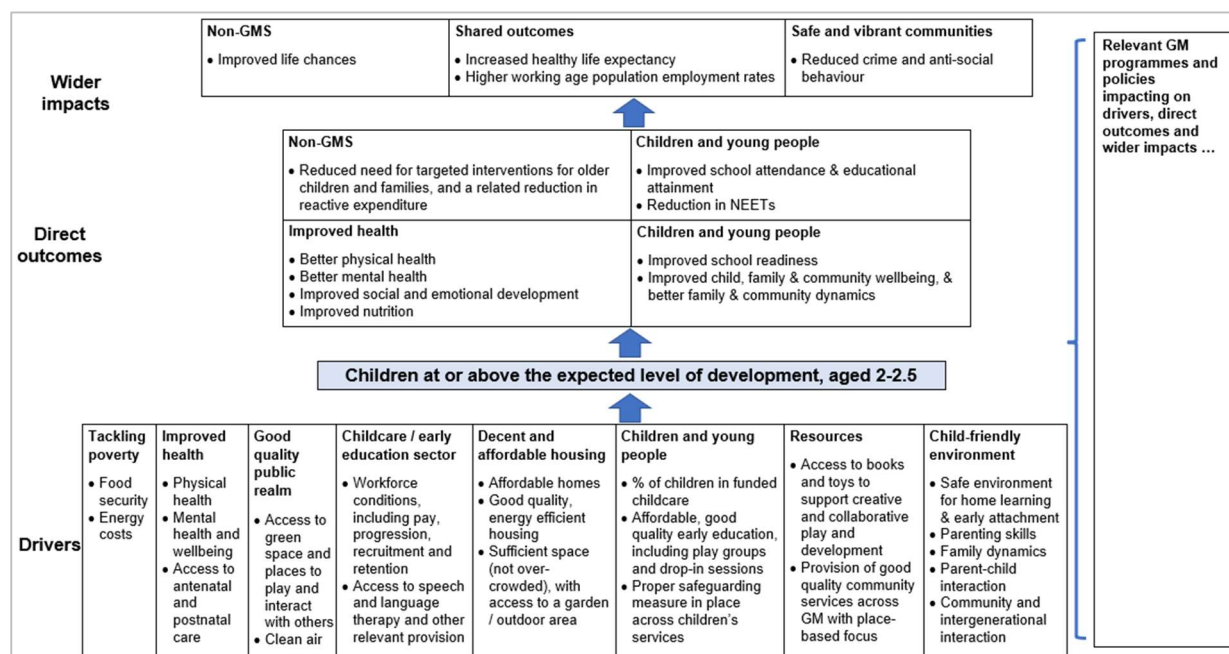 Wider
impacts
Non-GMS
• Improved life chances
Shared outcomes
• Increased healthy life expectancy
• Higher working age population employment rates
Safe and vibrant communities
• Reduced crime and anti-social
behaviour
Relevant GM
programmes and
policies
impacting on
drivers, direct
outcomes and
wider impacts ...
Direct
outcomes
Non-GMS
• Reduced need for targeted interventions for older
children and families, and a related reduction in
reactive expenditure
Children and young people
• Improved school attendance & educational
attainment
• Reduction in NEETs
Improved health
• Better physical health
• Better mental health
• Improved social and emotional development
• Improved nutrition
Children and young people
• Improved school readiness
• Improved child, family & community wellbeing, &
better family & community dynamics
Children at or above the expected level of development, aged 2-2.5
Drivers
Tackling
poverty
• Food
security
• Energy
costs
Improved
health
• Physical
health
• Mental
health and
wellbeing
• Access to
antenatal
and
postnatal
care
Good
quality
public
realm
• Access to
green
space and
places to
play and
interact
with others
• Clean air
Childcare / early
education sector
• Workforce
conditions,
including pay,
progression,
recruitment and
retention
• Access to speech
and language
therapy and other
relevant provision
Decent and
affordable housing
• Affordable homes
• Good quality,
energy efficient
housing
• Sufficient space
(not over-
crowded), with
access to a garden
/ outdoor area
Children and young
people
• % of children in funded
childcare
• Affordable, good
quality early education,
including play groups
and drop-in sessions
• Proper safeguarding
measure in place
across children's
services
Resources
• Access to books
and toys to
support creative
and collaborative
play and
development
• Provision of good
quality community
services across
GM with place-
based focus
Child-friendly
environment
• Safe environment
for home learning
& early attachment
• Parenting skills
• Family dynamics
• Parent-child
interaction
• Community and
intergenerational
interaction